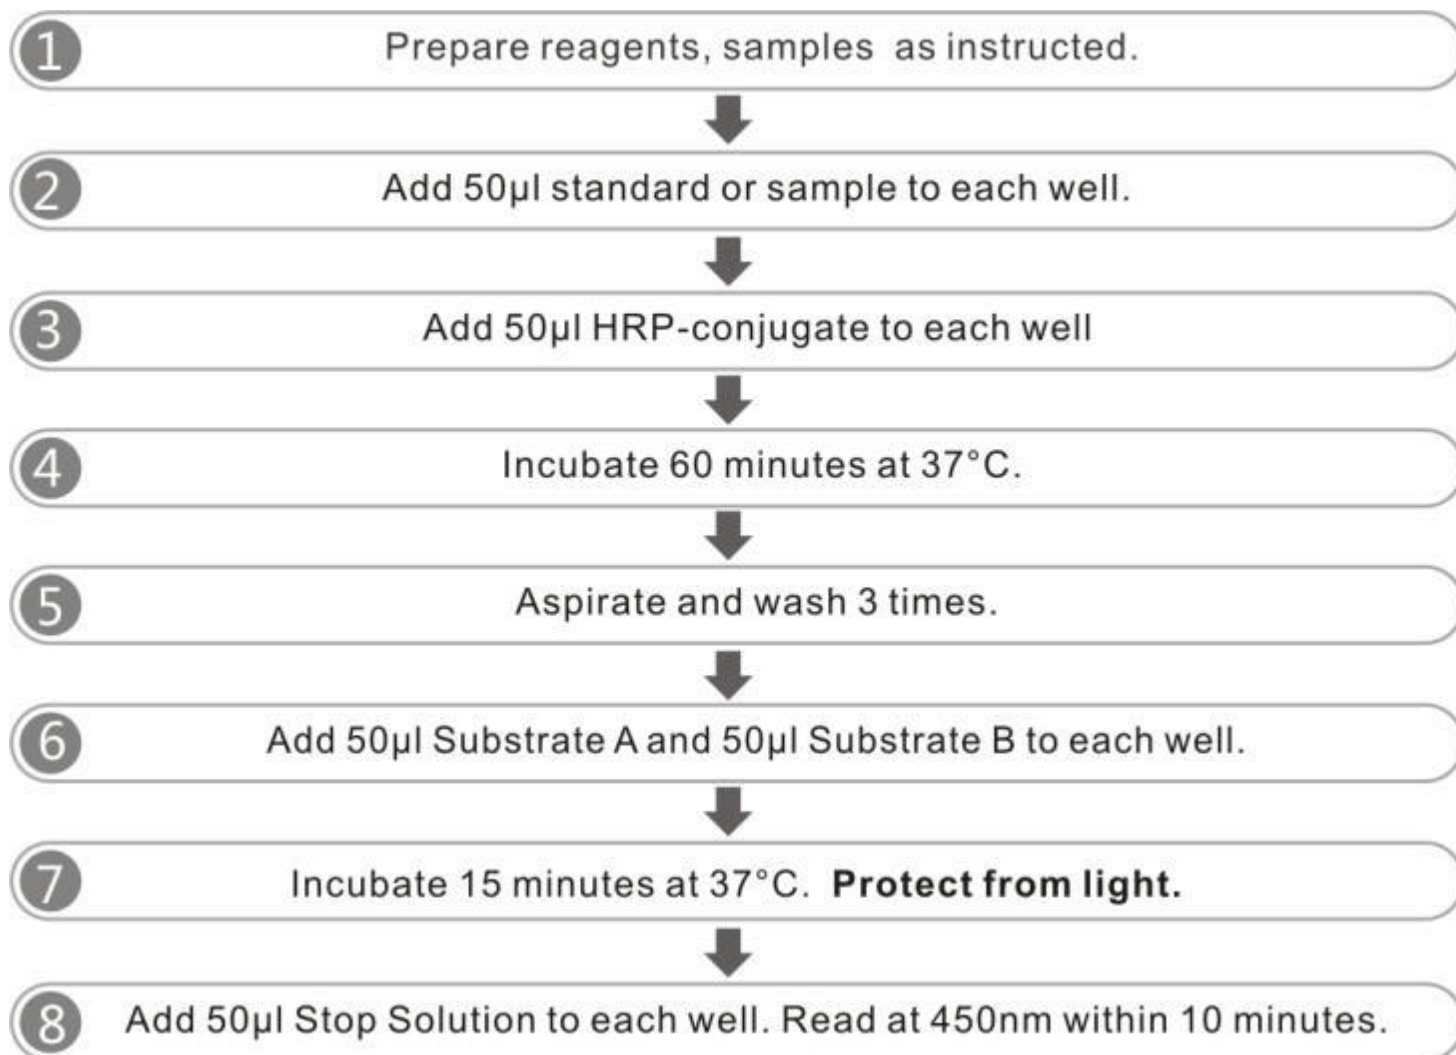 1 Prepare reagents, samples as instructed.
2 Add 50µl standard or sample to each well.
3 Add 50µl HRP-conjugate to each well
4 Incubate 60 minutes at 37°C.
5 Aspirate and wash 3 times.
6 Add 50µl Substrate A and 50µl Substrate B to each well.
7 Incubate 15 minutes at 37°C. Protect from light.
8 Add 50µl Stop Solution to each well. Read at 450nm within 10 minutes.